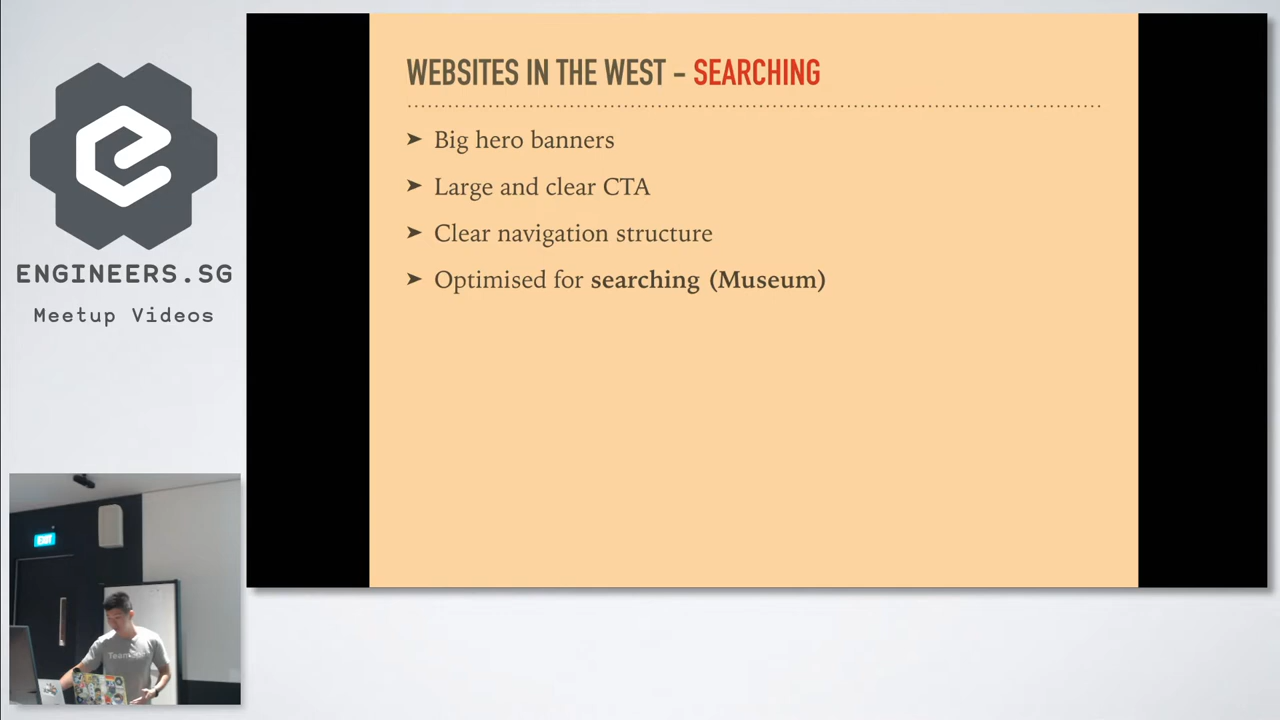 WEBSITES IN THE WEST - SEARCHING
➤ Big hero banners
➤ Large and clear CTA
➤ Clear navigation structure
➤ Optimised for searching (Museum)
ENGINEERS.SG
Meetup Videos
EXIT